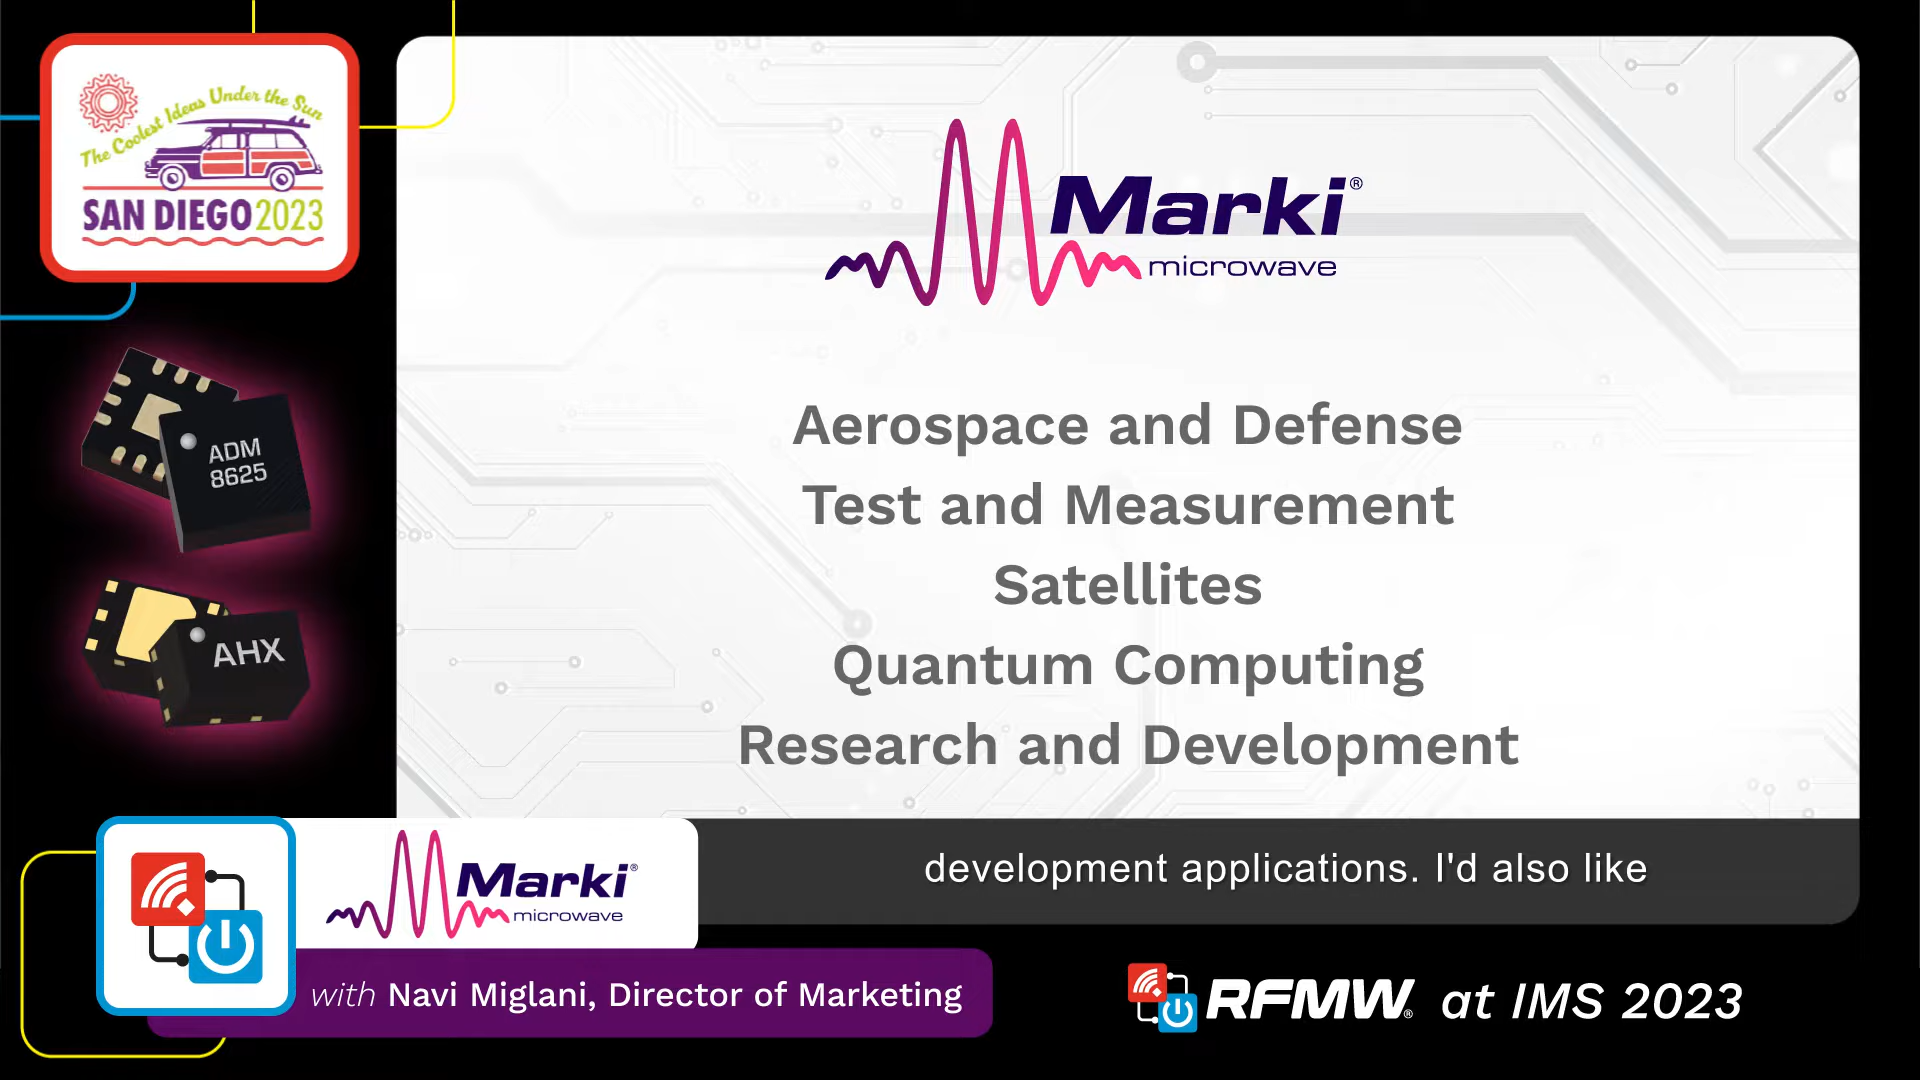 The Coolest Ideas Under the Sun
SAN DIEGO 2023
Marki®
microwave
ADM
8625
AHX
Aerospace and Defense
Test and Measurement
Satellites
Quantum Computing
Research and Development
development applications. I'd also like
Marki®
microwave
with Navi Miglani, Director of Marketing
RFMW® at IMS 2023